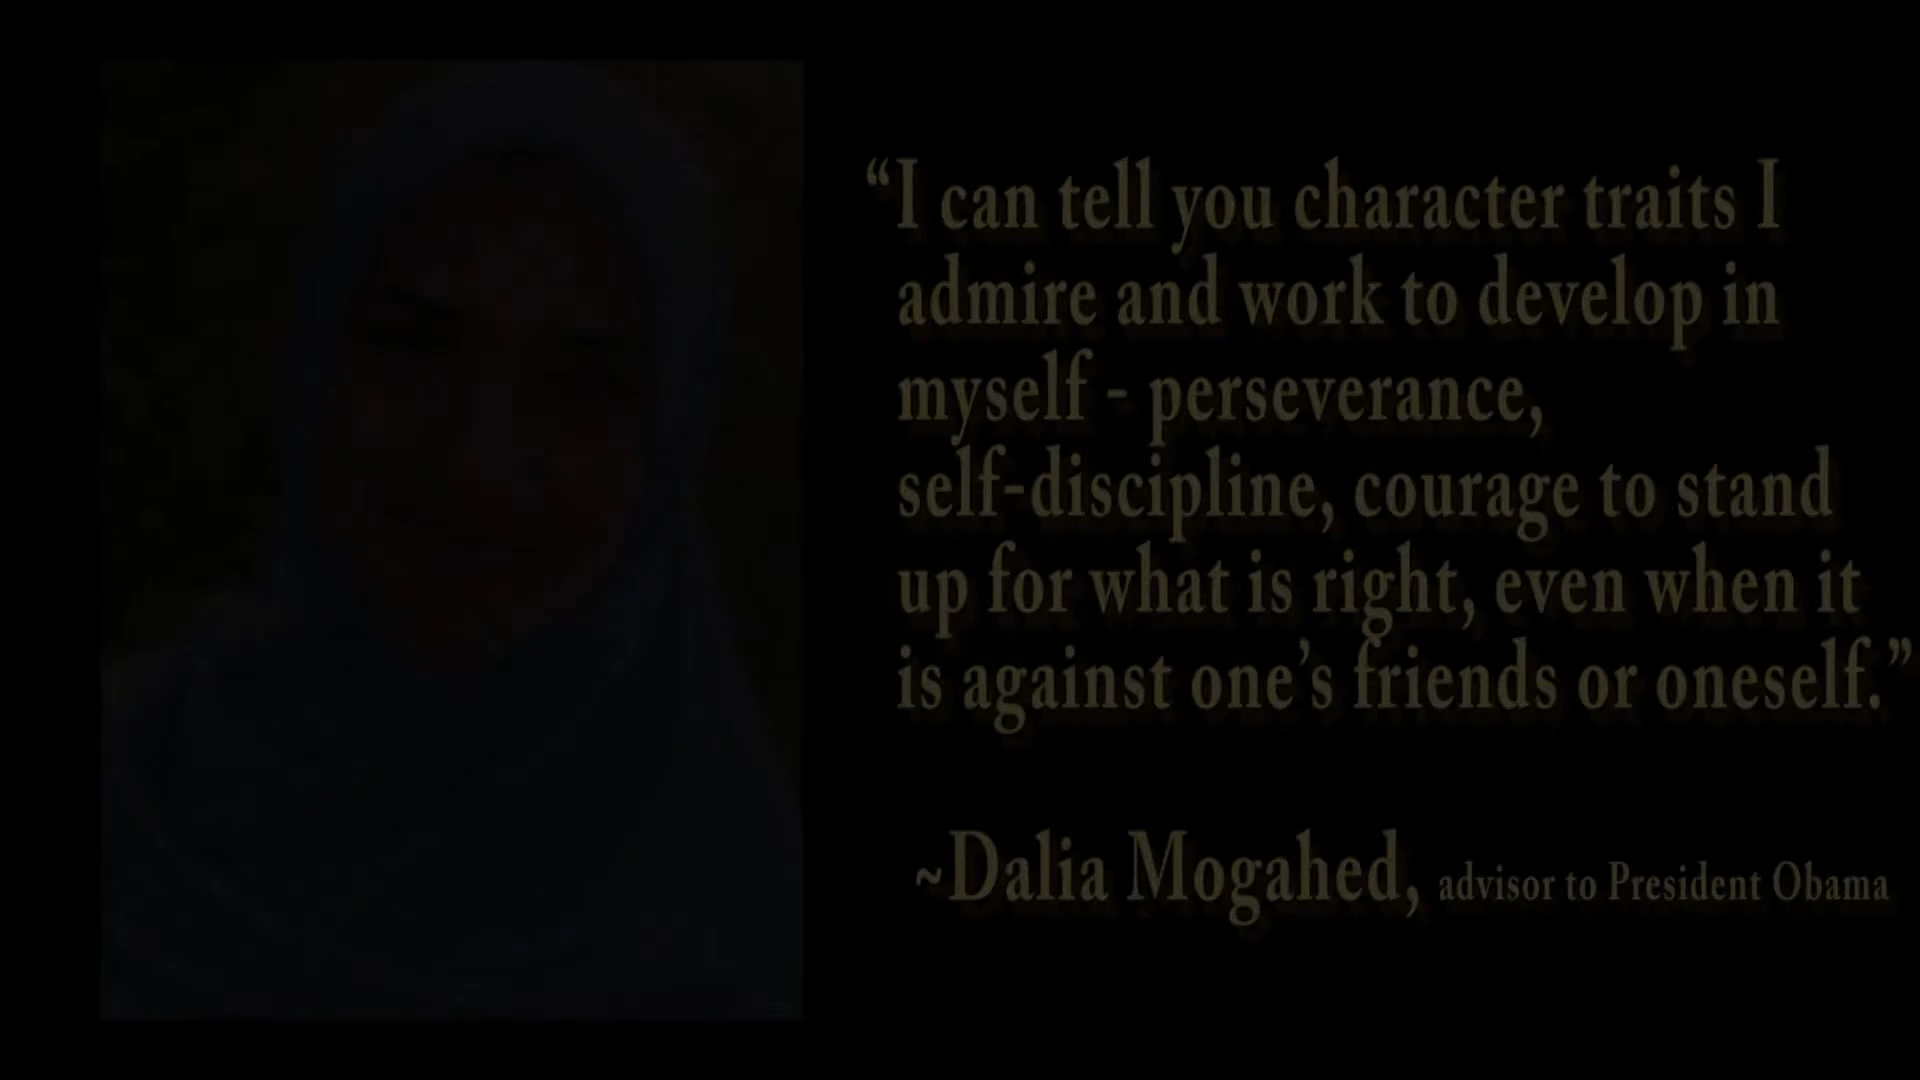 “I can tell you character traits I
admire and work to develop in
myself - perseverance,
self-discipline, courage to stand
up for what is right, even when it
is against one’s friends or oneself.”
~Dalia Mogahed, advisor to President Obama